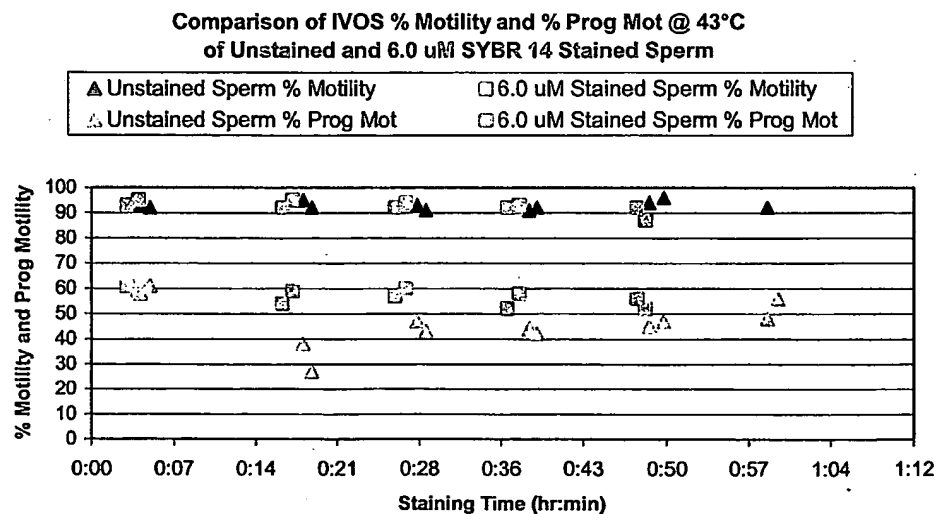 Comparison of IVOS % Motility and % Prog Mot @ 43°C
of Unstained and 6.0 uM SYBR 14 Stained Sperm
Unstained Sperm % Motility
6.0 uM Stained Sperm % Motility
Unstained Sperm % Prog Mot
6.0 uM Stained Sperm % Prog Mot
% Motility and Prog Motility
100
90
80
70
60
50
40
30
20
10
0
0:00 0:07 0:14 0:21 0:28 0:36 0:43 0:50 0:57 1:04 1:12
Staining Time (hr:min)